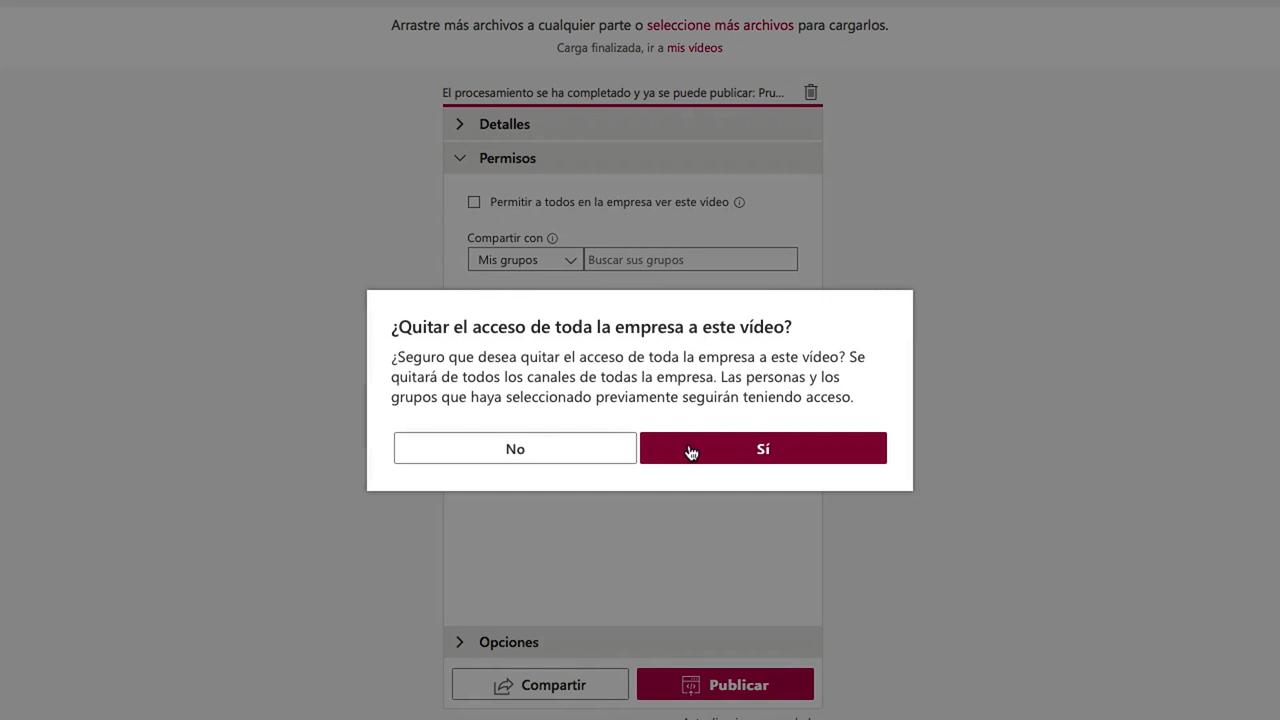 Arrastre más archivos a cualquier parte o seleccione más archivos para cargarlos.
Carga finalizada, ir a mis vídeos
El procesamiento se ha completado y ya se puede publicar: Pru...
Detalles
Permisos
Permitir a todos en la empresa ver este vídeo
Compartir con
Mis grupos
Buscar sus grupos
¿Quitar el acceso de toda la empresa a este vídeo?
¿Seguro que desea quitar el acceso de toda la empresa a este vídeo? Se
quitará de todos los canales de todas la empresa. Las personas y los
grupos que haya seleccionado previamente seguirán teniendo acceso.
No
Sí
Opciones
Compartir
Publicar